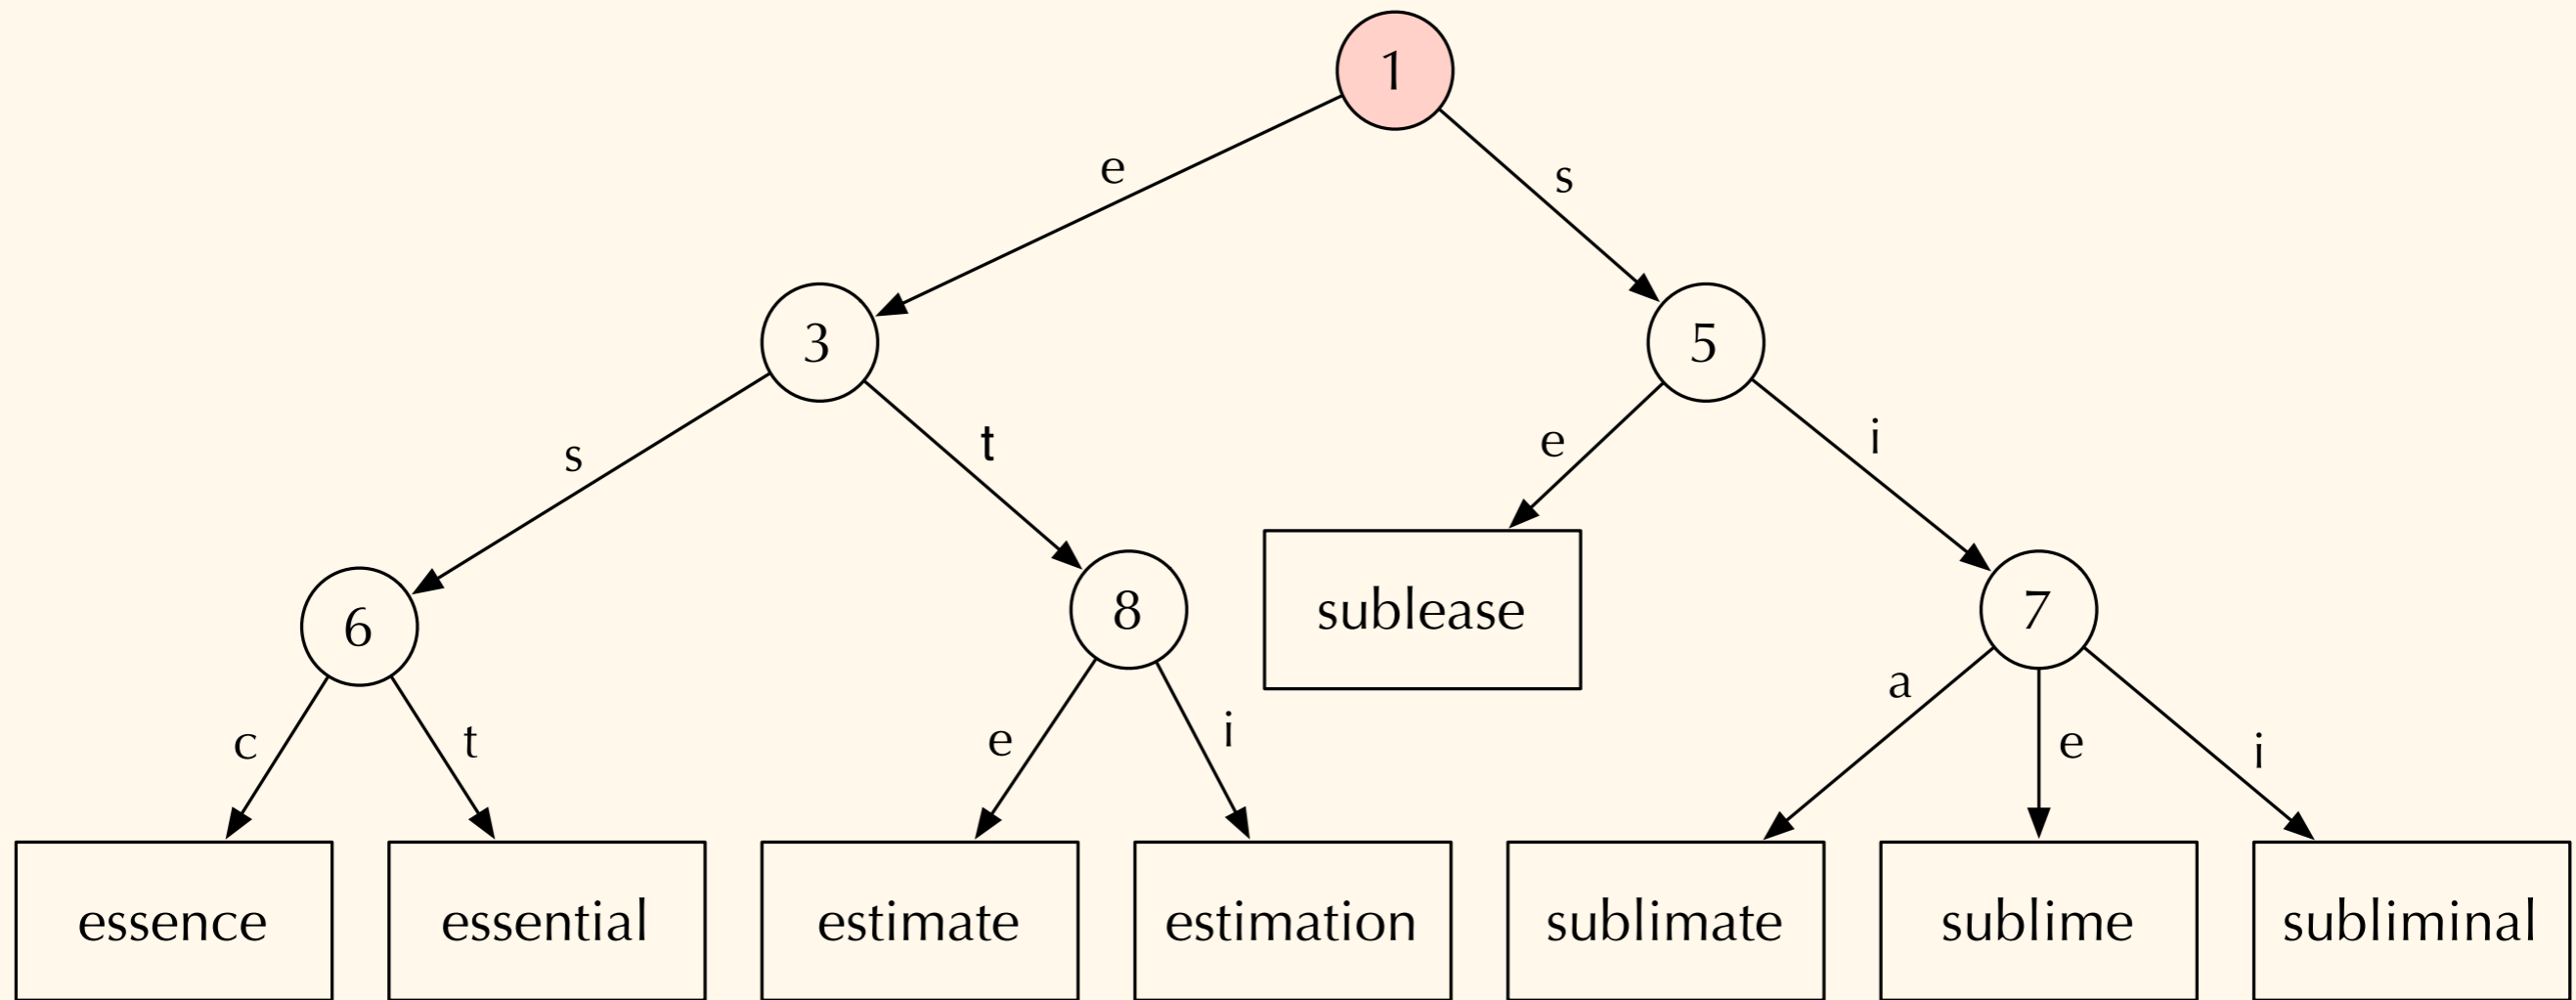 1
e
s
3
5
s
t
e
i
6
8
sublease
7
c
t
e
i
a
e
i
essence
essential
estimate
estimation
sublimate
sublime
subliminal